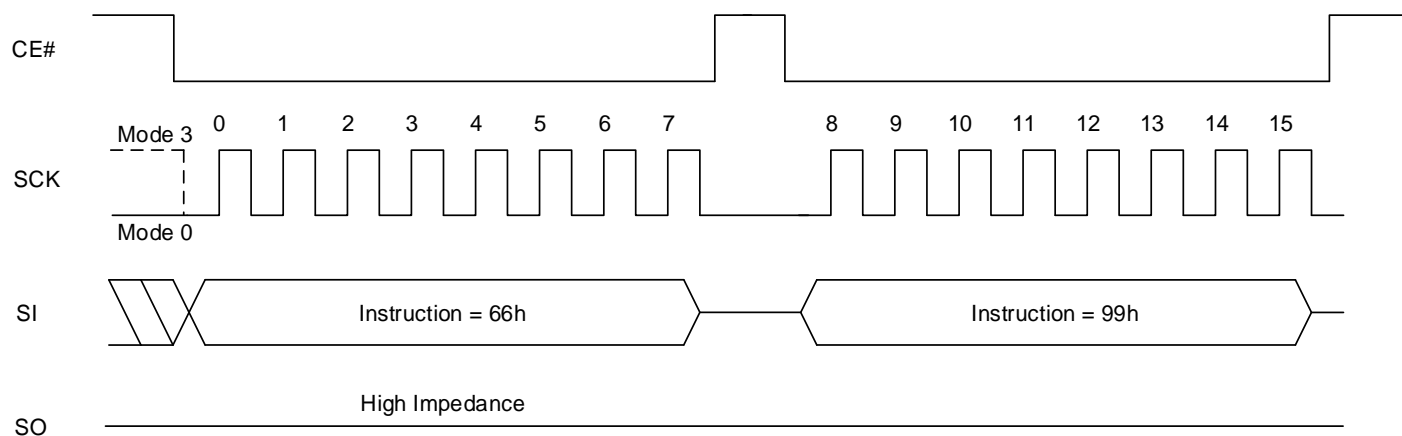 CE#
Mode 3
0 1 2 3 4 5 6 7 8 9 10 11 12 13 14 15
SCK
Mode 0
SI
Instruction = 66h
Instruction = 99h
High Impedance
SO